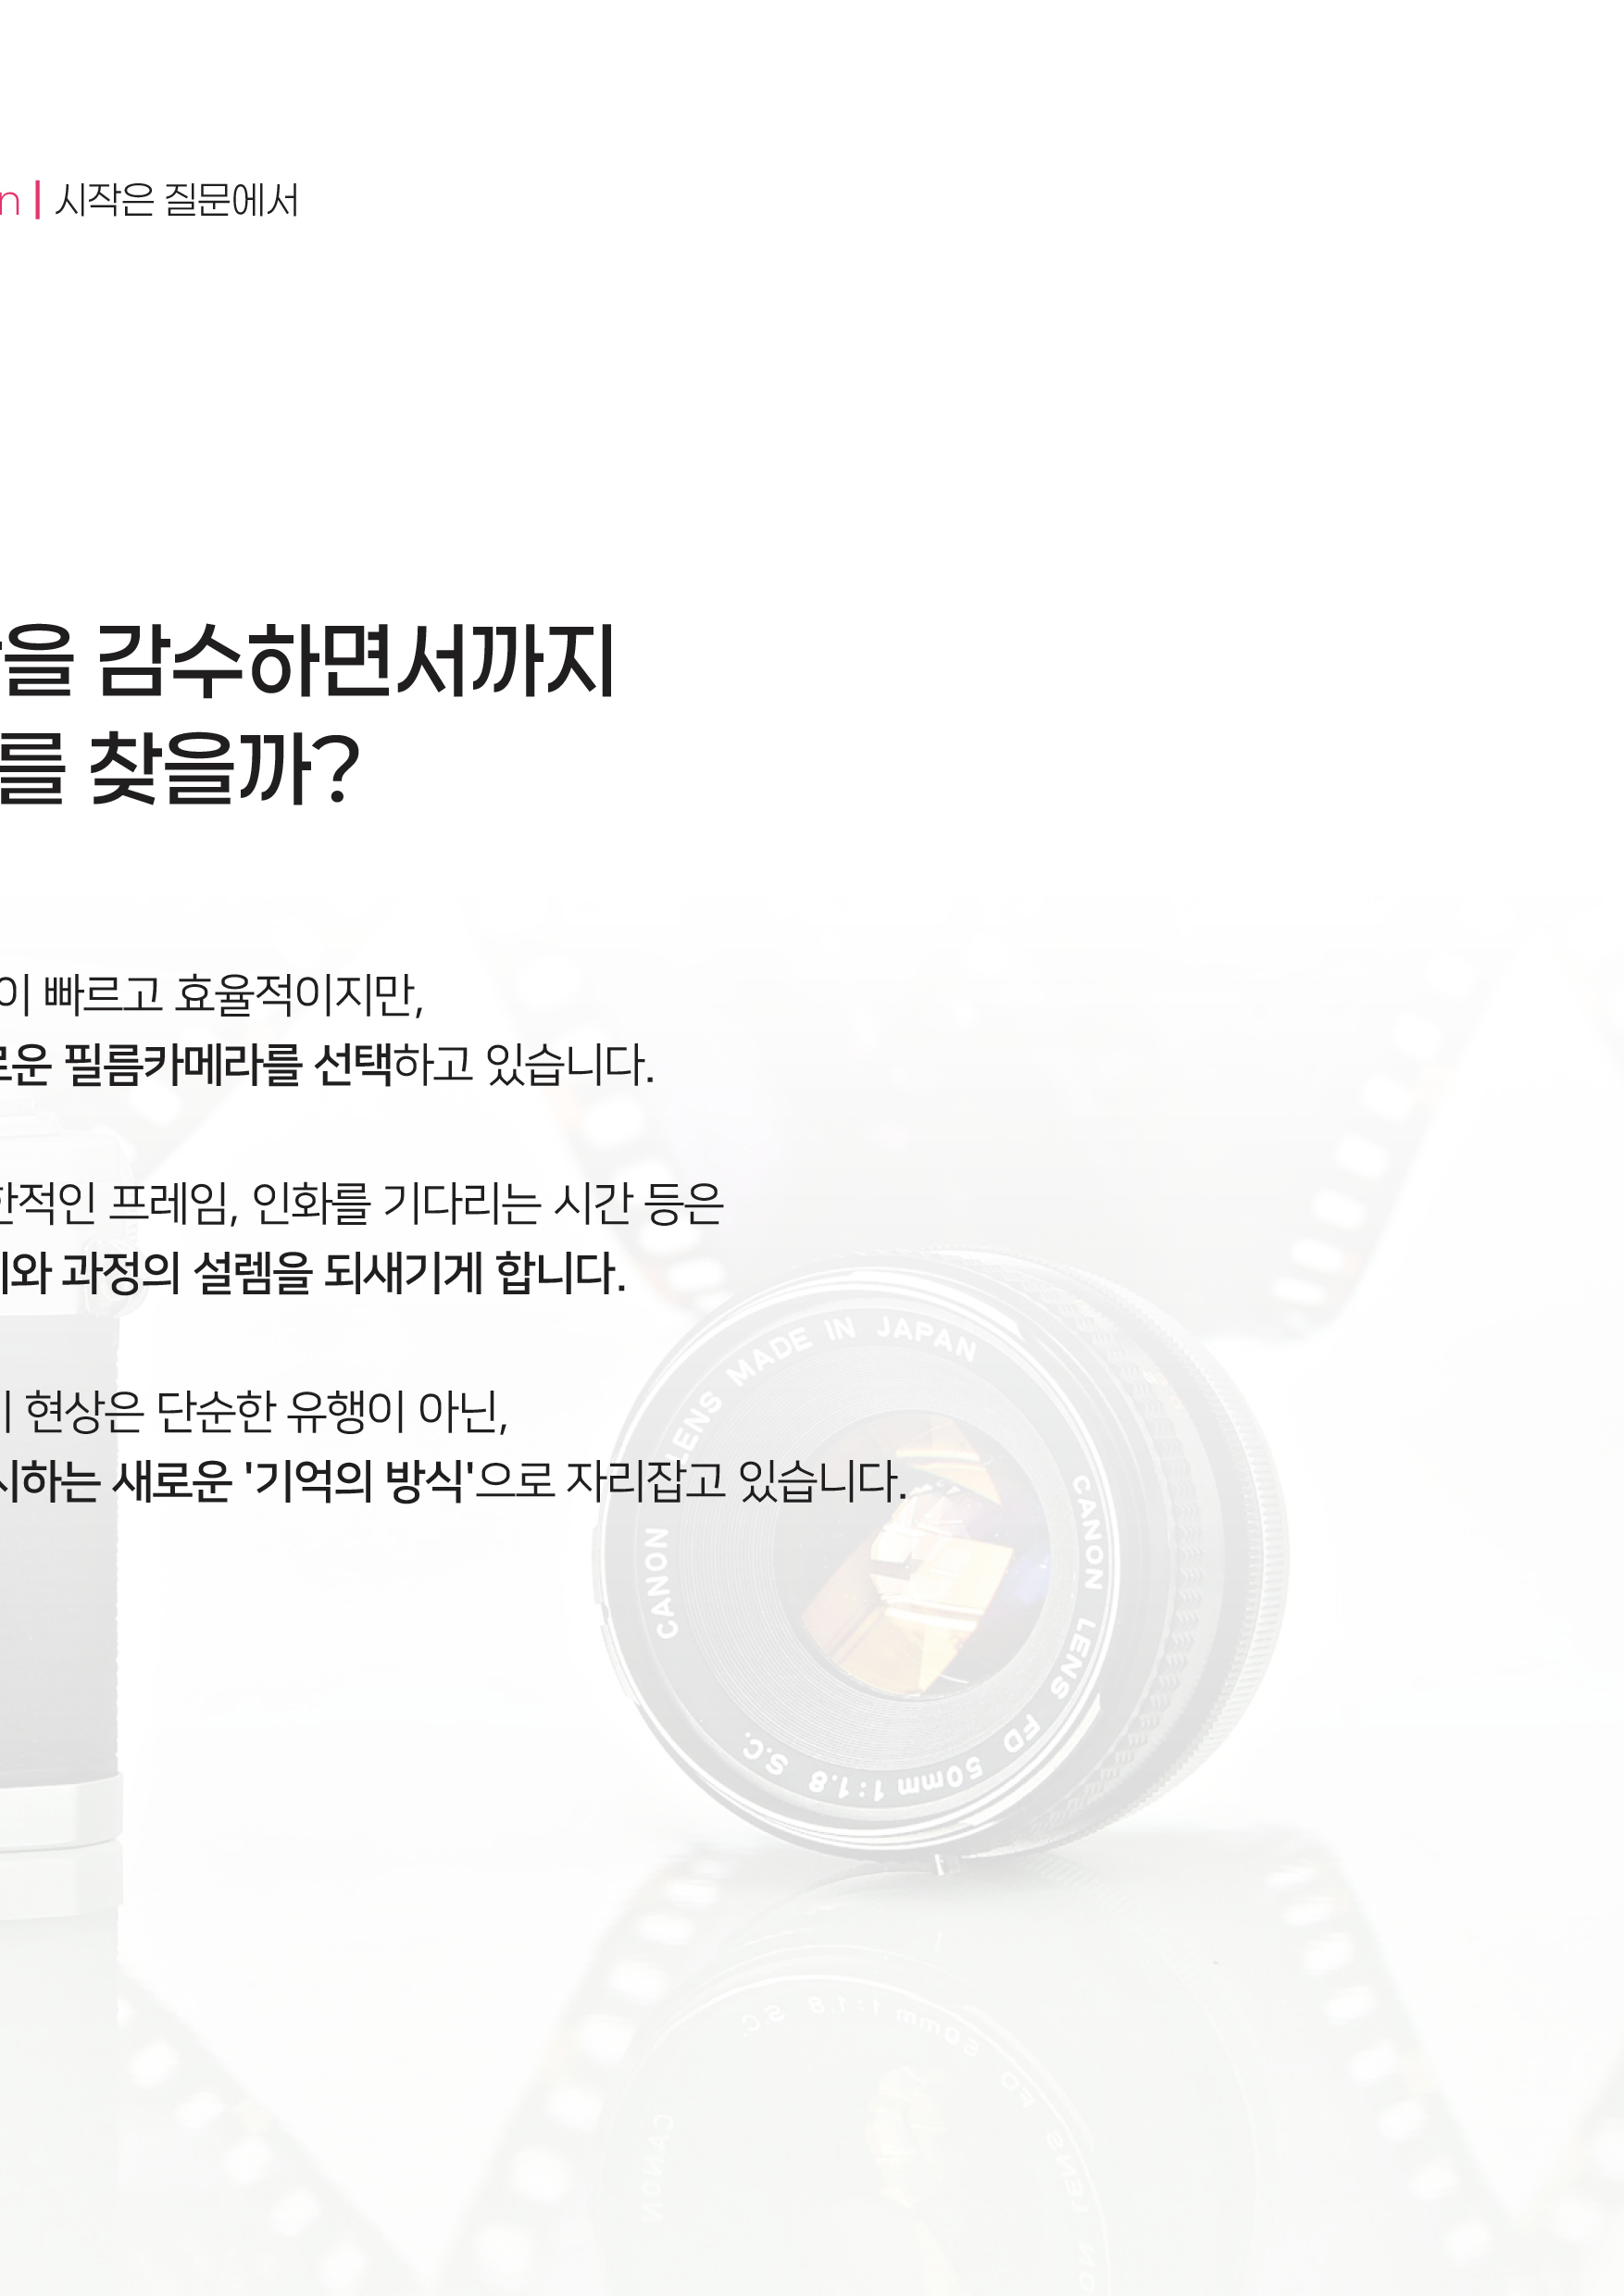 n | 시작은 질문에서
을 감수하면서까지
를 찾을까?
이 빠르고 효율적이지만,
로운 필름카메라를 선택하고 있습니다.
한적인 프레임, 인화를 기다리는 시간 등은
와 과정의 설렘을 되새기게 합니다.
현상은 단순한 유행이 아닌,
시하는 새로운 '기억의 방식'으로 자리잡고 있습니다.
CANON LENS MADE IN JAPAN
CANON LENS FD 50mm 1:1.8 S.C.